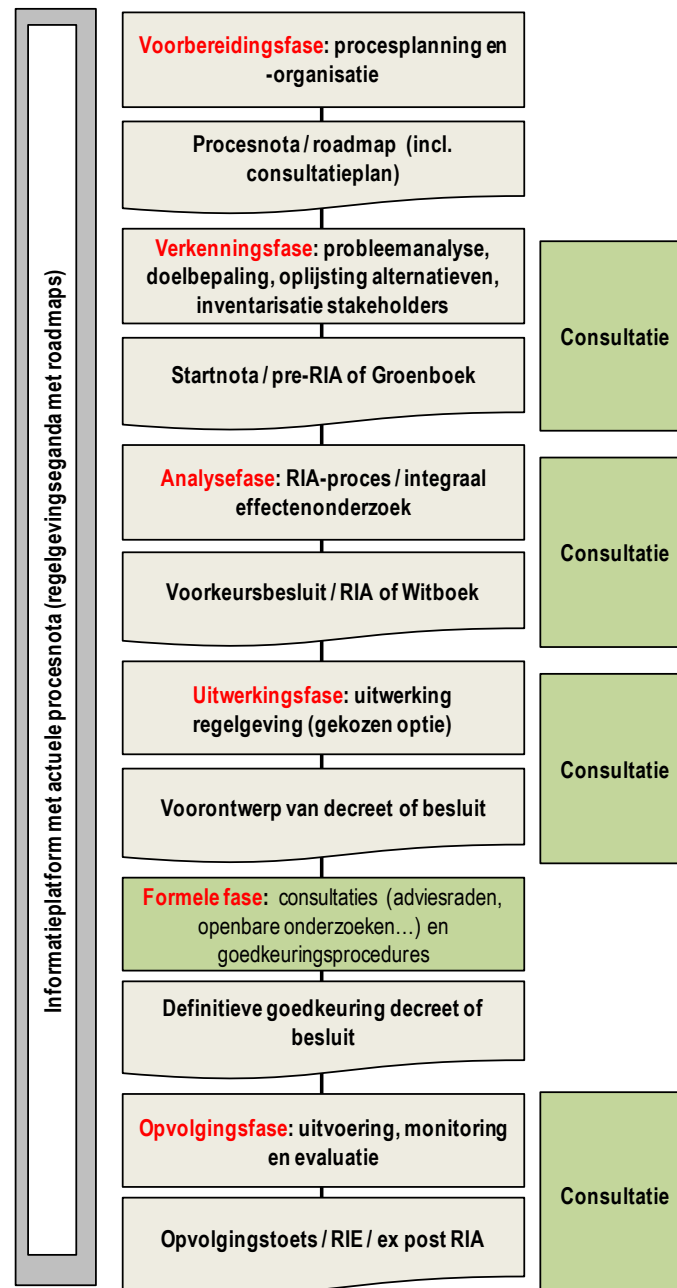 Informatieplatform met actuele procesnota (regelgevingseganda met roadmaps)
Voorbereidingsfase: procesplanning en
-organisatie
Procesnota / roadmap (incl.
consultatieplan)
Verkenningsfase: probleemanalyse,
doelbepaling, oplijsting alternatieven,
inventarisatie stakeholders
Consultatie
Startnota / pre-RIA of Groenboek
Analysefase: RIA-proces / integraal
effectenonderzoek
Consultatie
Voorkeursbesluit / RIA of Witboek
Uitwerkingsfase: uitwerking
regelgeving (gekozen optie)
Consultatie
Voorontwerp van decreet of besluit
Formele fase: consultaties (adviesraden,
openbare onderzoeken…) en
goedkeuringsprocedures
Definitieve goedkeuring decreet of
besluit
Opvolgingsfase: uitvoering, monitoring
en evaluatie
Consultatie
Opvolgingstoets / RIE / ex post RIA